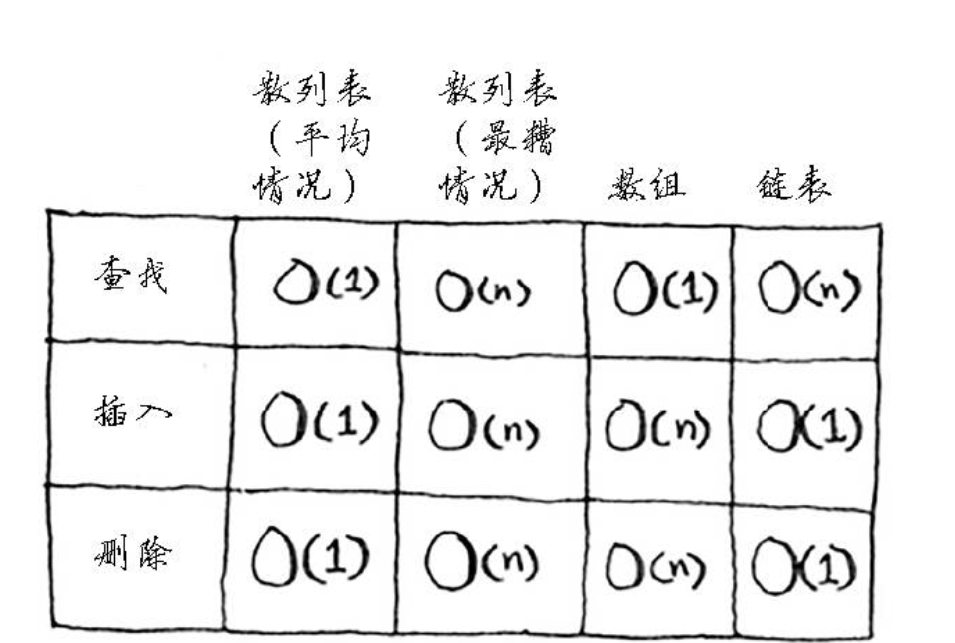 散列表 散列表
（平均 （最糟
情况） 情况） 数组 链表
查找 O(1) O(n) O(1) O(n)
插入 O(1) O(n) O(n) O(1)
删除 O(1) O(n) O(n) O(1)